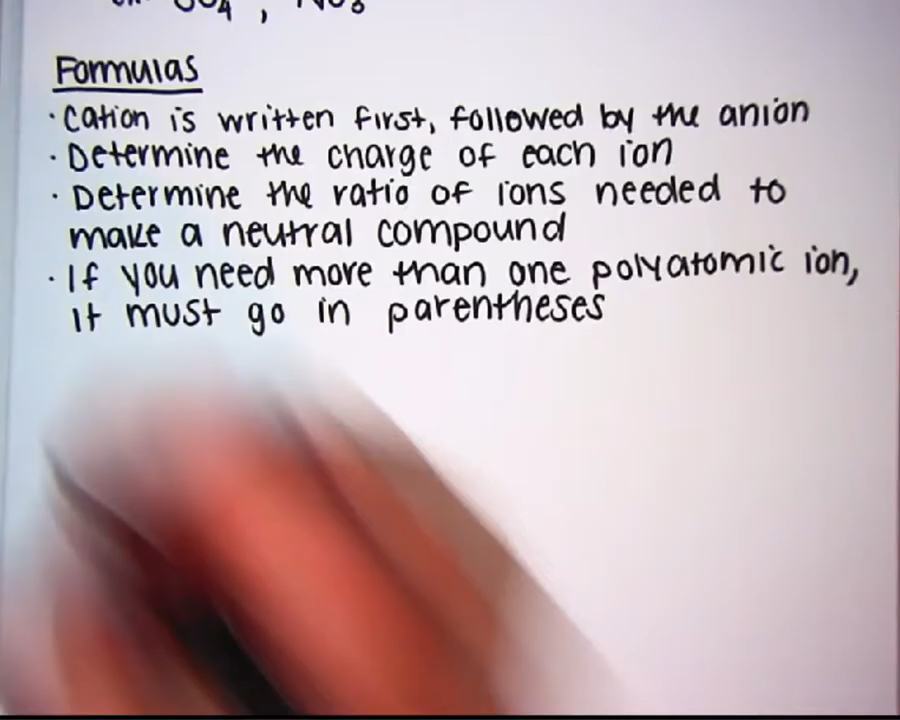 SO4, NO3
Formulas
· Cation is written first, followed by the anion
· Determine the charge of each ion
· Determine the ratio of ions needed to
make a neutral compound
· If you need more than one polyatomic ion,
it must go in parentheses